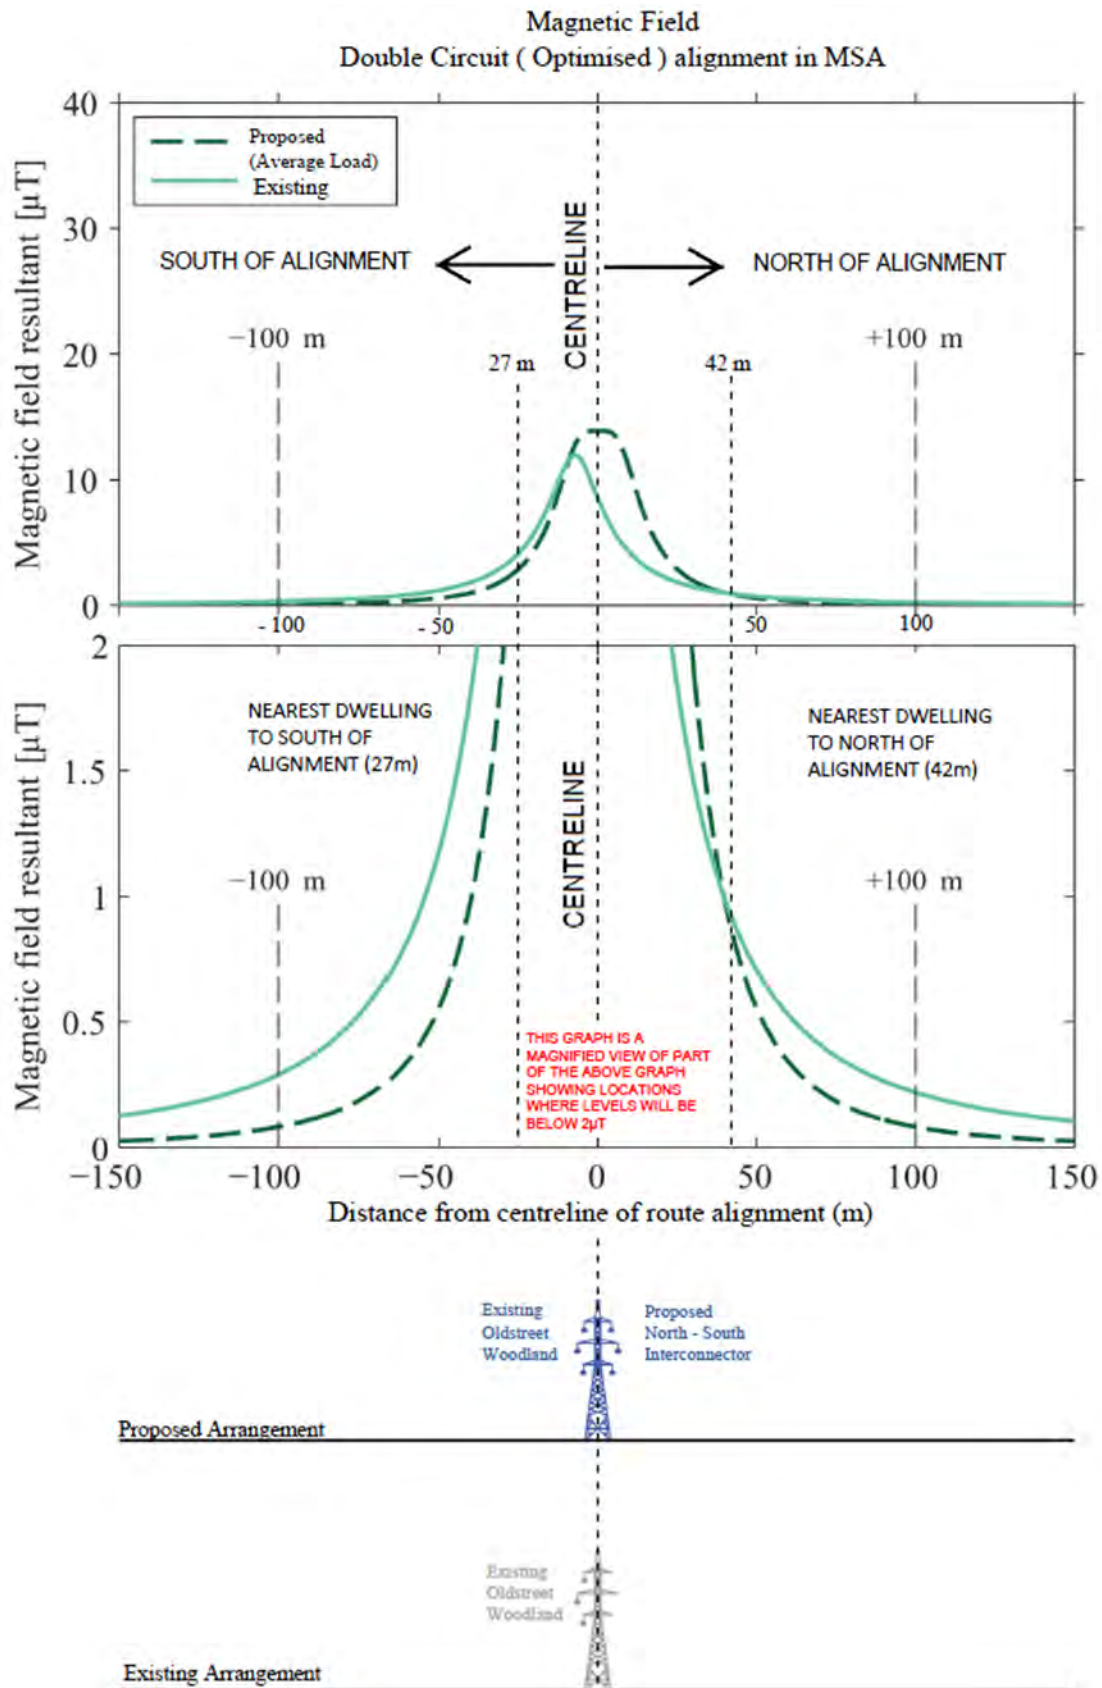 Magnetic Field
Double Circuit ( Optimised ) alignment in MSA
Magnetic field resultant [µT]
40
30
20
10
0
Proposed
(Average Load)
Existing
SOUTH OF ALIGNMENT
CENTRELINE
NORTH OF ALIGNMENT
−100 m
27 m
42 m
+100 m
- 100
- 50
50
100
Magnetic field resultant [µT]
2
1.5
1
0.5
0
NEAREST DWELLING
TO SOUTH OF
ALIGNMENT (27m)
CENTRELINE
NEAREST DWELLING
TO NORTH OF
ALIGNMENT (42m)
−100 m
+100 m
THIS GRAPH IS A
MAGNIFIED VIEW OF PART
OF THE ABOVE GRAPH
SHOWING LOCATIONS
WHERE LEVELS WILL BE
BELOW 2µT
−150
−100
−50
0
50
100
150
Distance from centreline of route alignment (m)
Existing
Oldstreet
Woodland
Proposed
North - South
Interconnector
Proposed Arrangement
Existing
Oldstreet
Woodland
Existing Arrangement